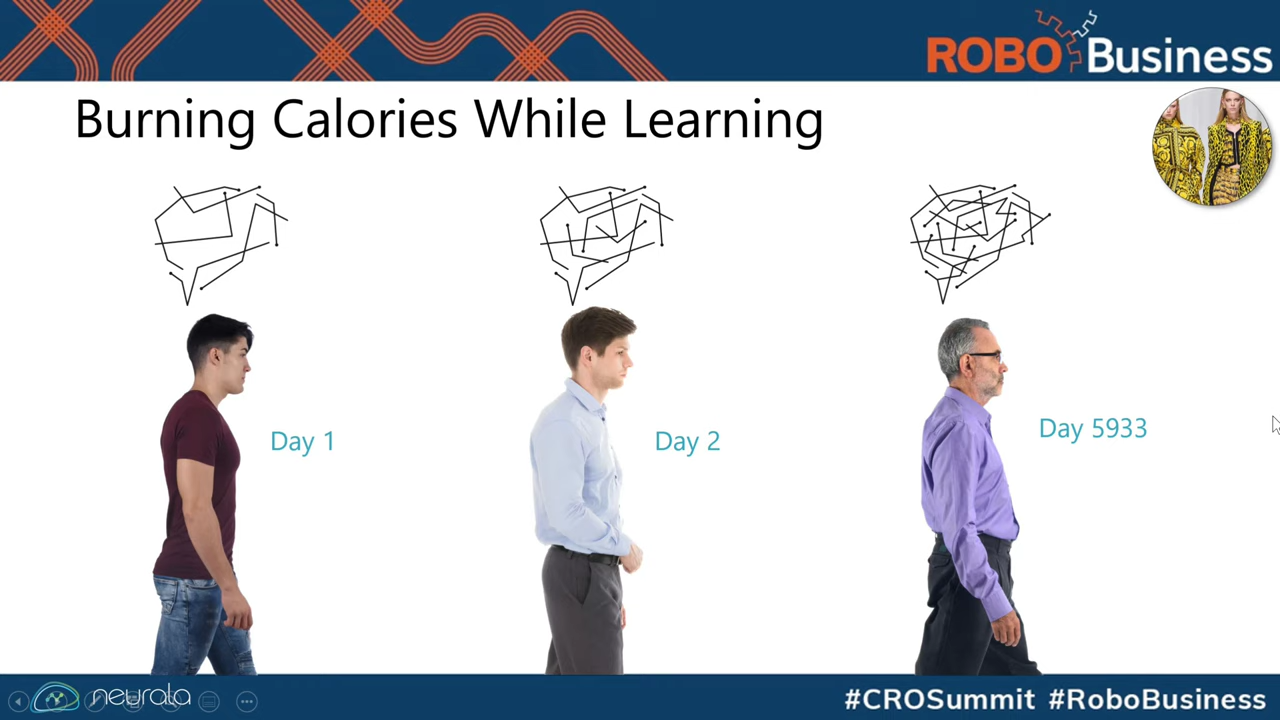 ROBO Business
Burning Calories While Learning
Day 1
Day 2
Day 5933
neurala
#CROSummit #RoboBusiness